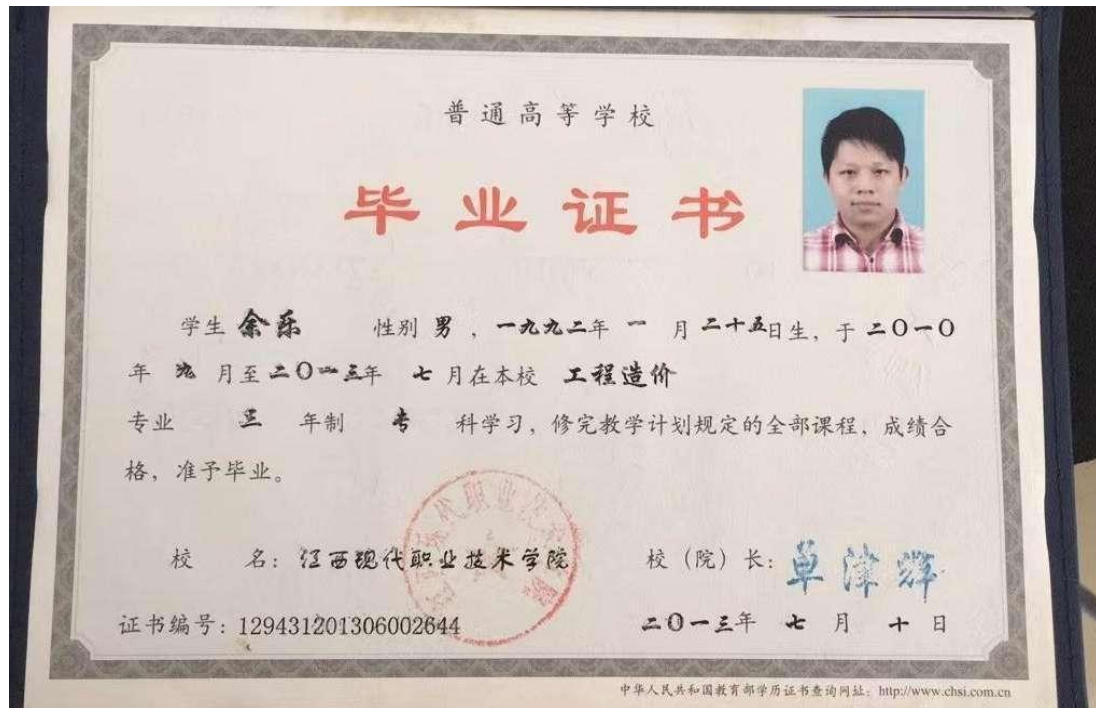 普通高等学校
毕业证书
学生 余乐 性别 男 ，一九九二年 一 月 二十五日生，于 二〇一〇
年 九 月至 二〇一三年 七 月在本校 工程造价
专业 三 年制 专 科学习，修完教学计划规定的全部课程，成绩合
格，准予毕业。
校 名：江西现代职业技术学院 校（院）长：单津辉
证书编号：129431201306002644 二〇一三年 七 月 十 日
中华人民共和国教育部学历证书查询网址：http://www.chsi.com.cn